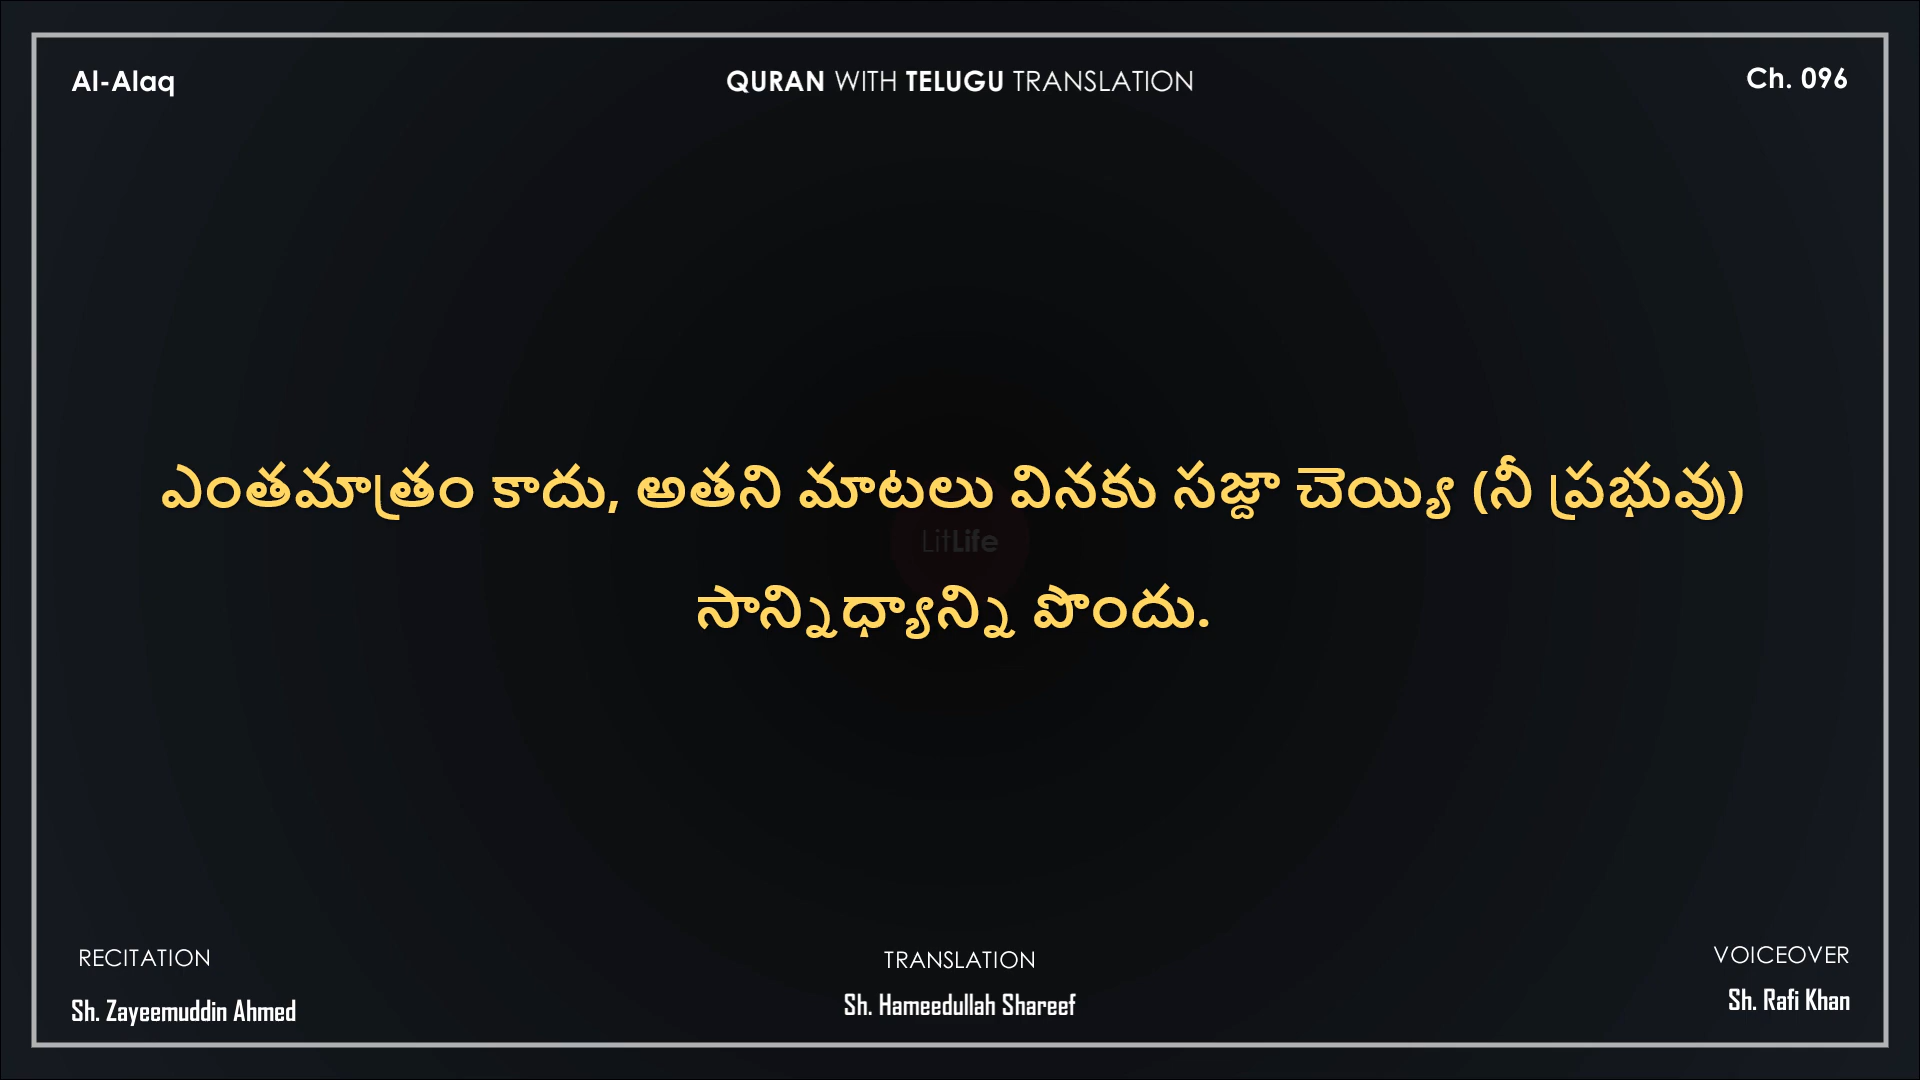 Al-Alaq
QURAN WITH TELUGU TRANSLATION
Ch. 096
ఎంతమాత్రం కాదు, అతని మాటలు వినకు సజ్దా చెయ్యి (నీ ప్రభువు)
LitLife
సాన్నిధ్యాన్ని పొందు.
RECITATION
Sh. Zayeemuddin Ahmed
TRANSLATION
Sh. Hameedullah Shareef
VOICEOVER
Sh. Rafi Khan